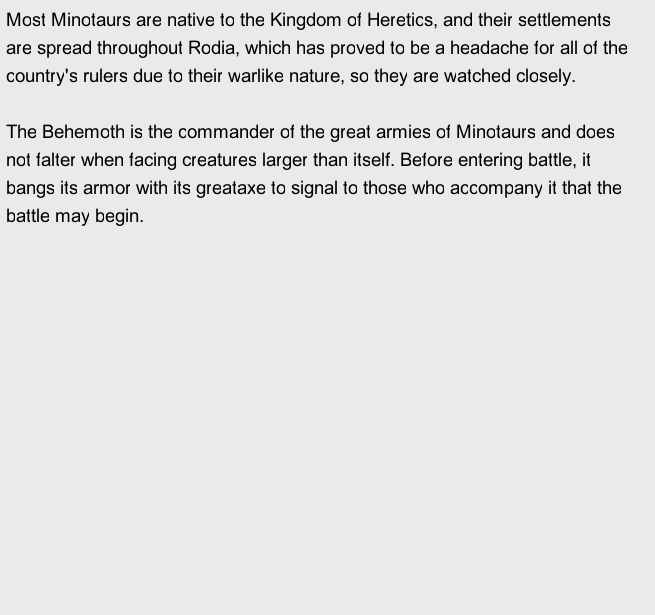 Most Minotaurs are native to the Kingdom of Heretics, and their settlements
are spread throughout Rodia, which has proved to be a headache for all of the
country's rulers due to their warlike nature, so they are watched closely.

The Behemoth is the commander of the great armies of Minotaurs and does
not falter when facing creatures larger than itself. Before entering battle, it
bangs its armor with its greataxe to signal to those who accompany it that the
battle may begin.